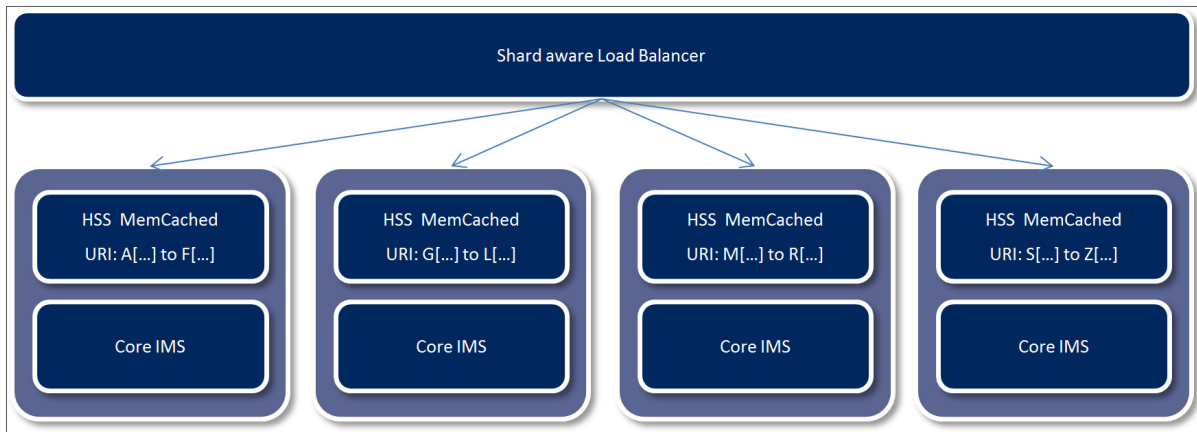 Shard aware Load Balancer
HSS MemCached
URI: A[...] to F[...]
Core IMS
HSS MemCached
URI: G[...] to L[...]
Core IMS
HSS MemCached
URI: M[...] to R[...]
Core IMS
HSS MemCached
URI: S[...] to Z[...]
Core IMS